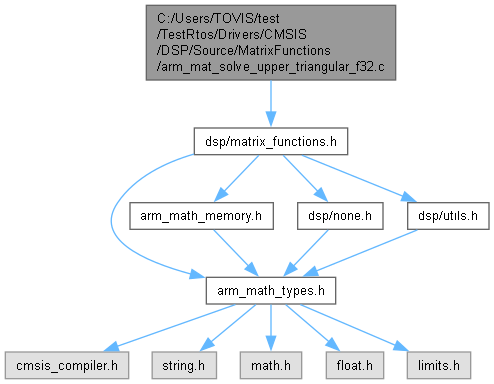 C:/Users/TOVIS/test
/TestRtos/Drivers/CMSIS
/DSP/Source/MatrixFunctions
/arm_mat_solve_upper_triangular_f32.c
dsp/matrix_functions.h
arm_math_memory.h
dsp/none.h
dsp/utils.h
arm_math_types.h
cmsis_compiler.h
string.h
math.h
float.h
limits.h